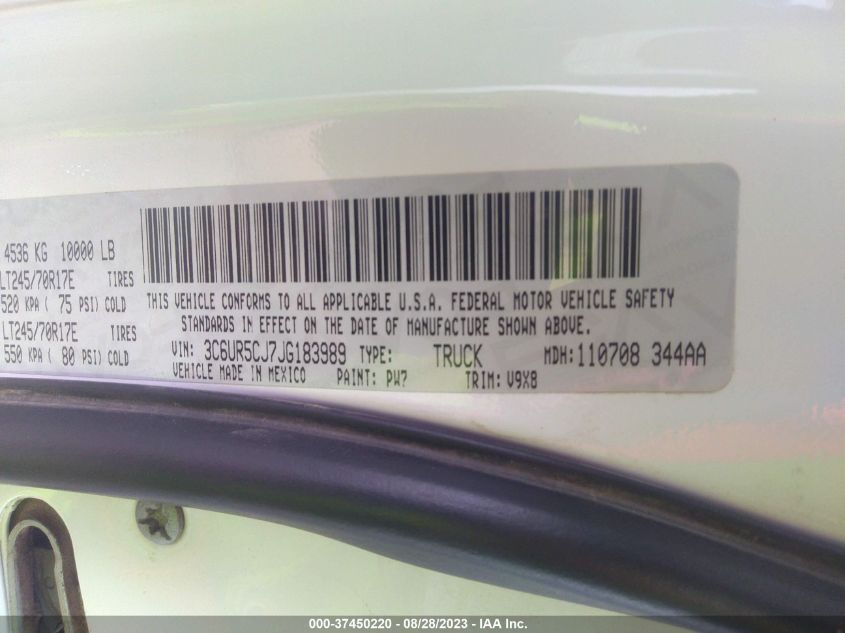 4536 KG 10000 LB
LT245/70R17E TIRES
520 KPA ( 75 PSI) COLD
LT245/70R17E TIRES
550 KPA ( 80 PSI) COLD
THIS VEHICLE CONFORMS TO ALL APPLICABLE U.S.A. FEDERAL MOTOR VEHICLE SAFETY
STANDARDS IN EFFECT ON THE DATE OF MANUFACTURE SHOWN ABOVE.
VIN: 3C6UR5CJ7JG183989 TYPE: TRUCK MDH: 110708 344AA
VEHICLE MADE IN MEXICO PAINT: PW7 TRIM: V9X8
000-37450220 | 08/28/2023 — IAA Inc.